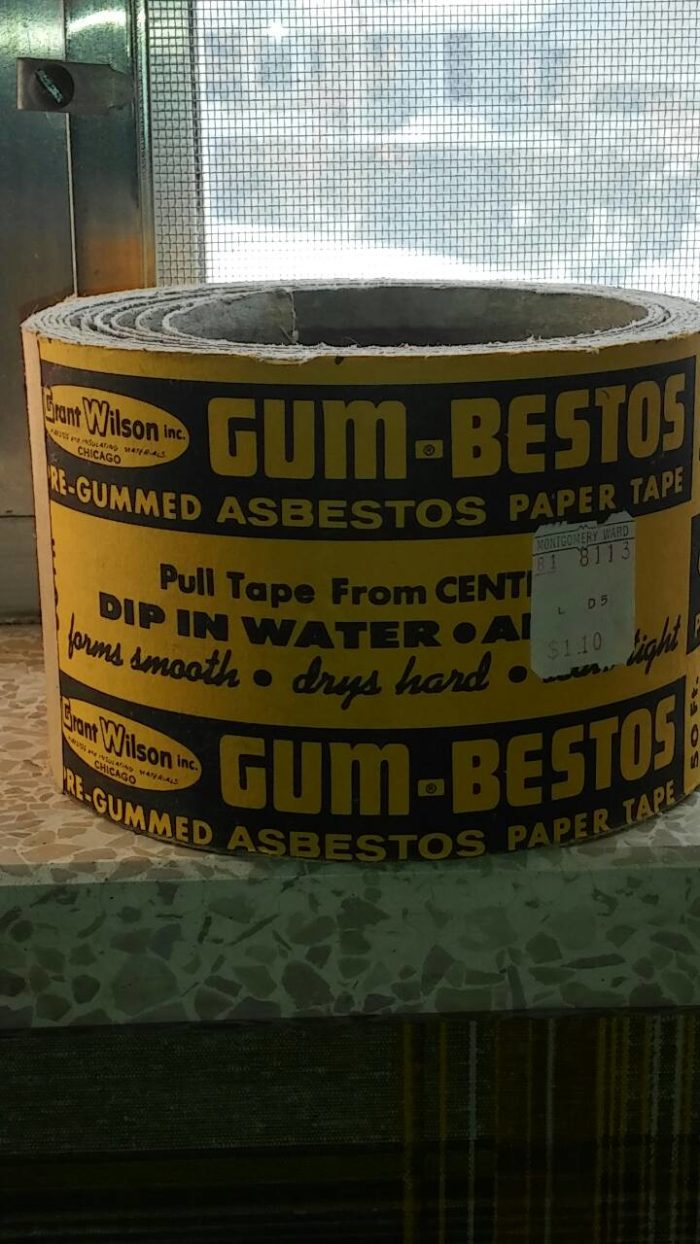 Grant Wilson inc.
CHICAGO
GUM-BESTOS
®
RE-GUMMED ASBESTOS PAPER TAPE
MONTGOMERY WARD
81 8113
L D5
$1.10
Pull Tape From CENT
DIP IN WATER • A
forms smooth • drys hard • ight
Grant Wilson inc.
CHICAGO
GUM-BESTOS
®
PRE-GUMMED ASBESTOS PAPER TAPE